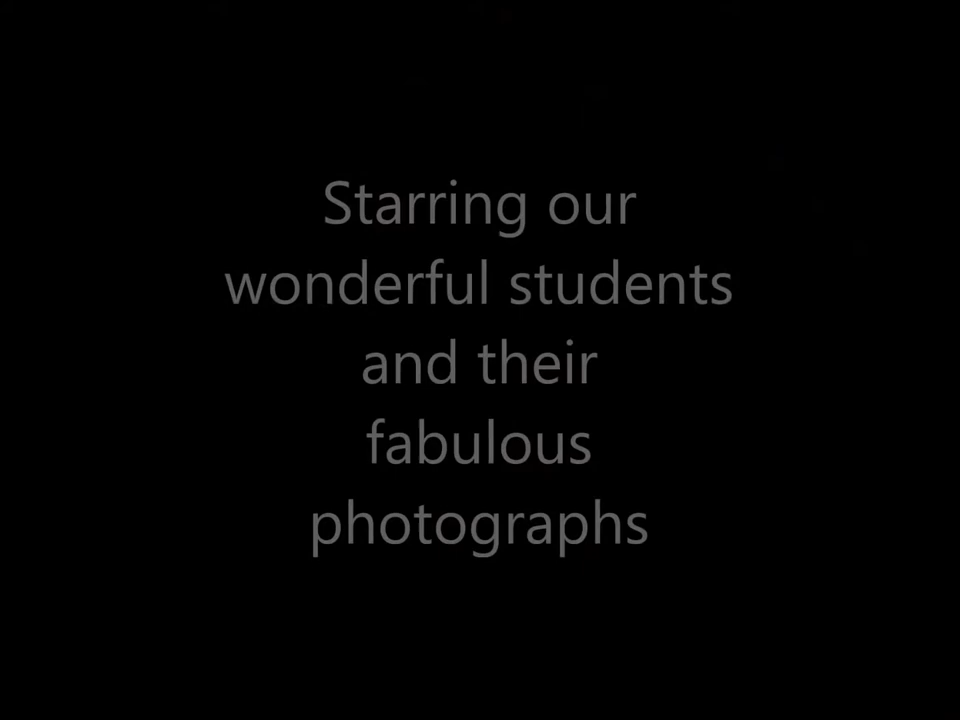 Starring our
wonderful students
and their
fabulous
photographs